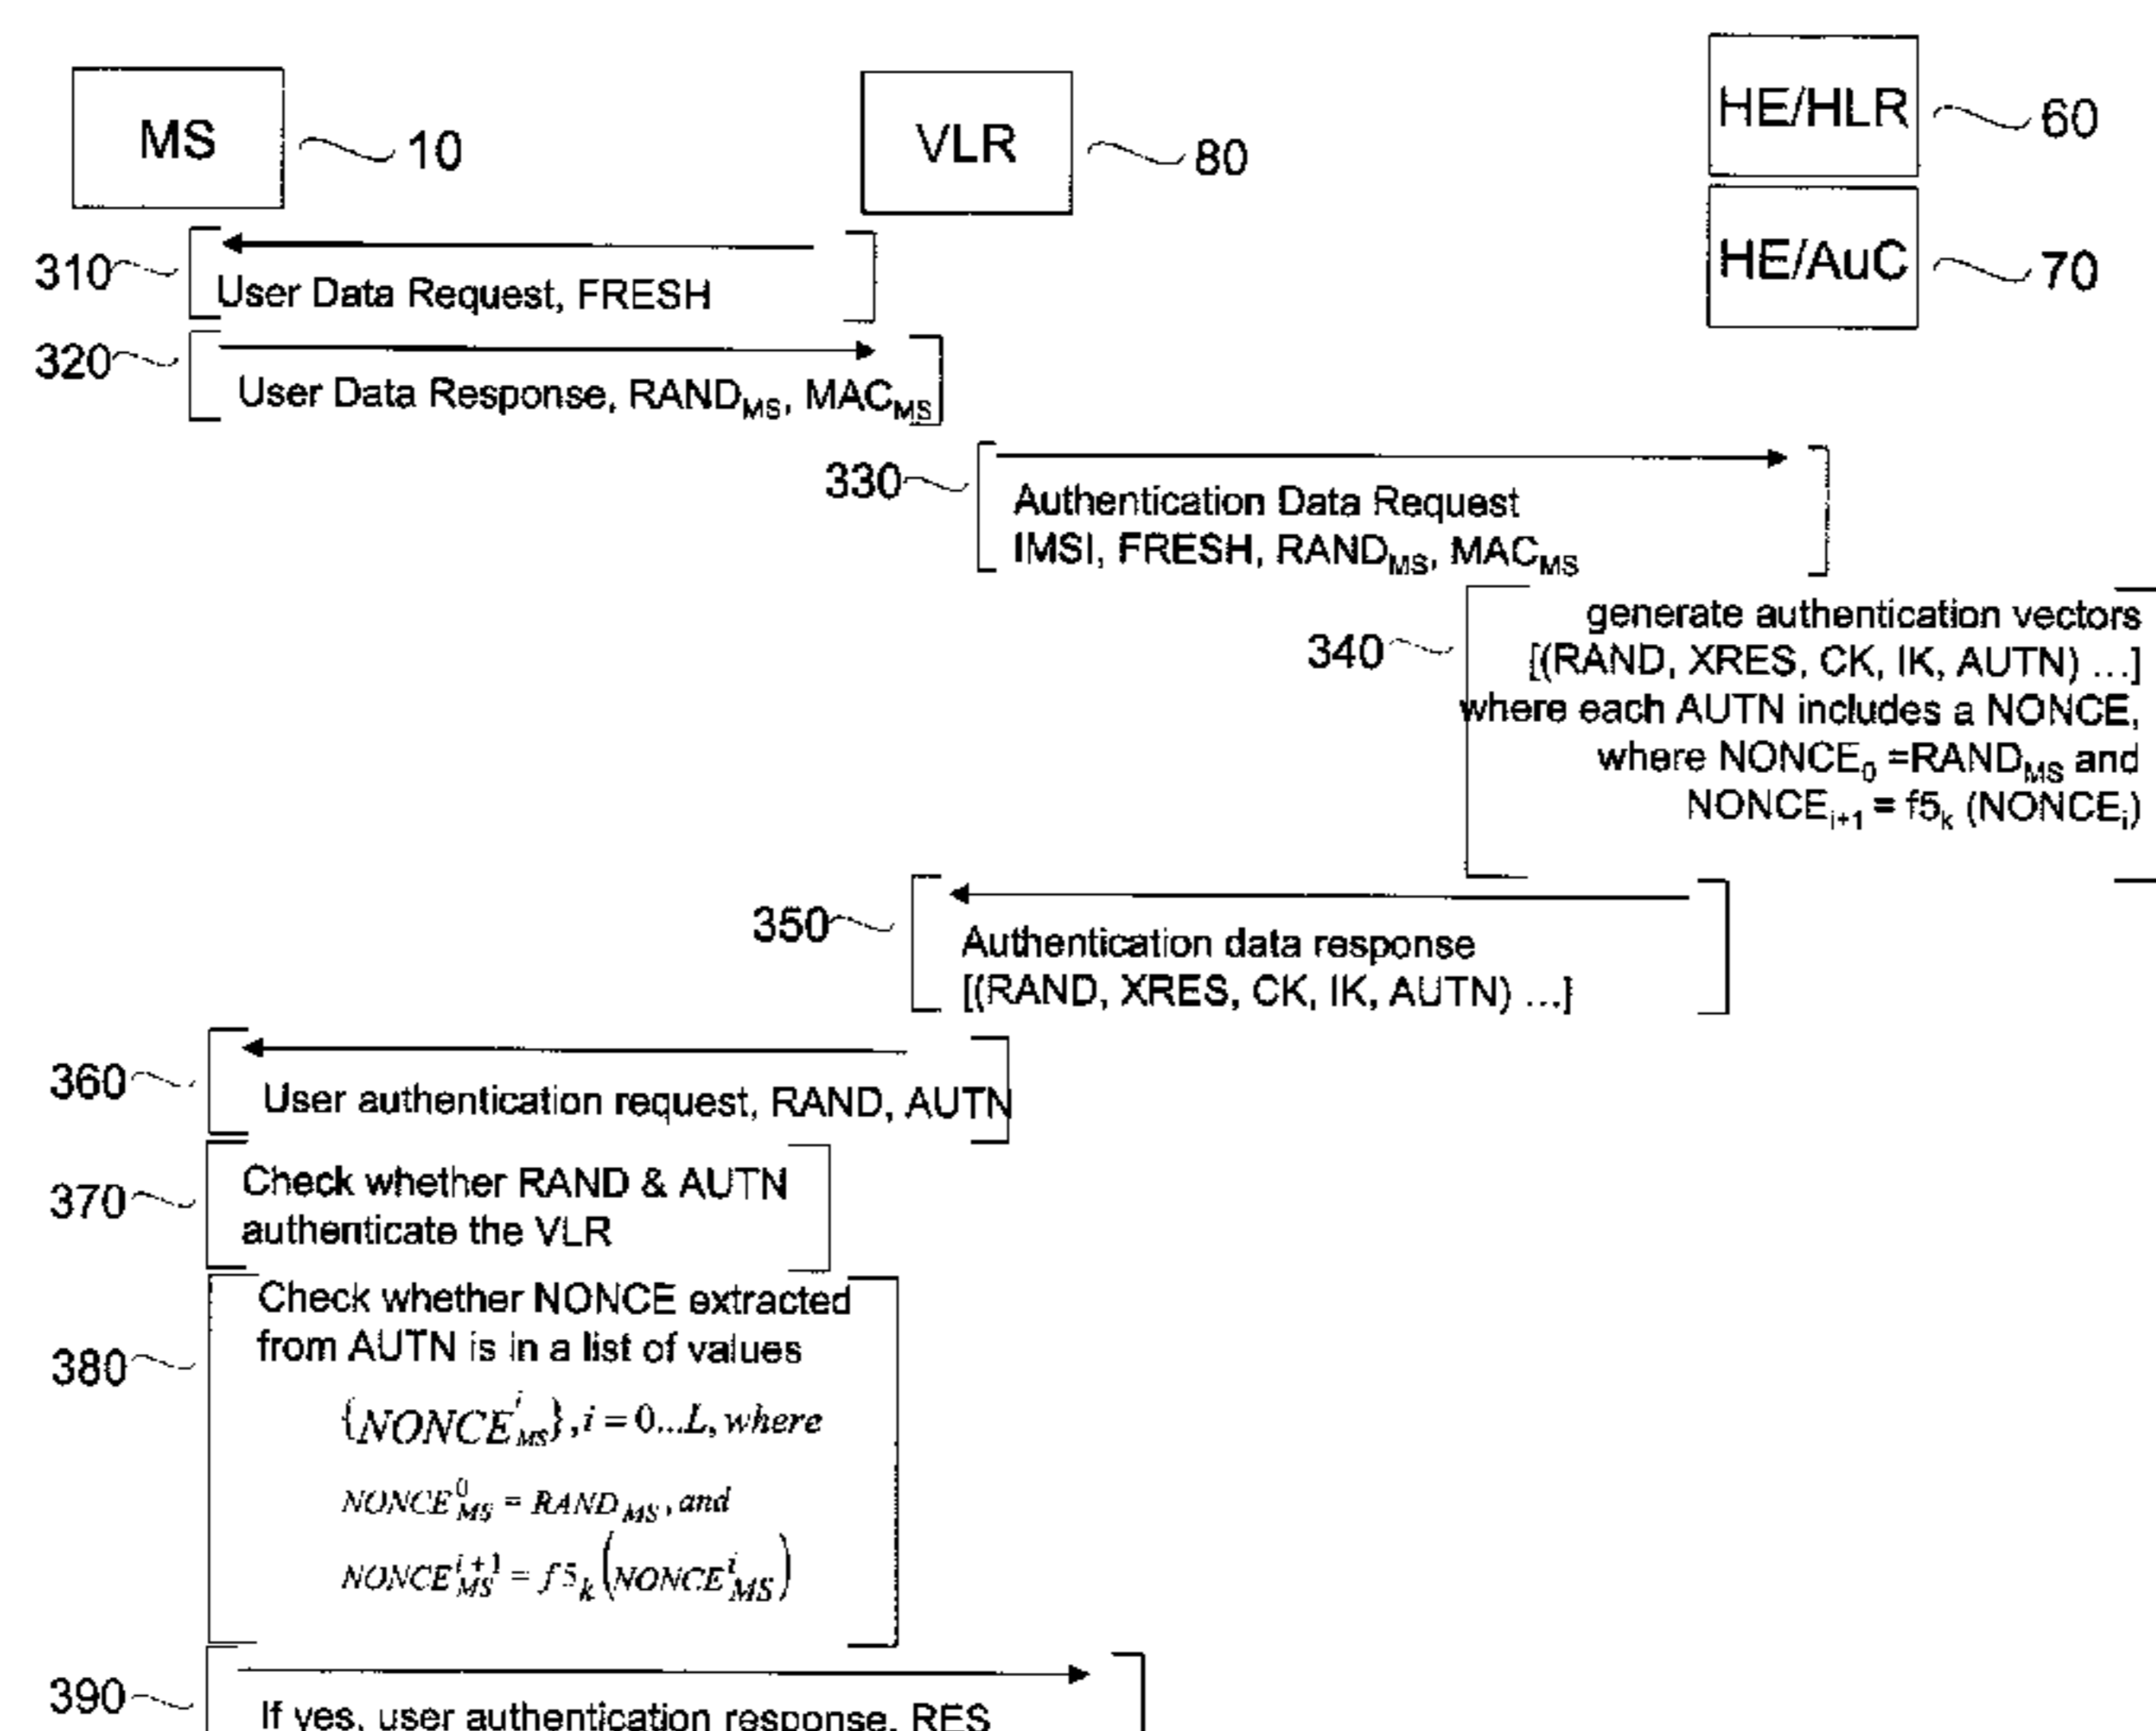 MS
10
VLR
80
HE/HLR
60
HE/AuC
70
310
User Data Request, FRESH
320
User Data Response, RAND_MS, MAC_MS
330
Authentication Data Request
IMSI, FRESH, RAND_MS, MAC_MS
340
generate authentication vectors
[(RAND, XRES, CK, IK, AUTN) ...]
where each AUTN includes a NONCE,
where NONCE_0 =RAND_MS and
NONCE_i+1 = f5_k (NONCE_i)
350
Authentication data response
[(RAND, XRES, CK, IK, AUTN) ...]
360
User authentication request, RAND, AUTN
370
Check whether RAND & AUTN
authenticate the VLR
380
Check whether NONCE extracted
from AUTN is in a list of values
{NONCE^i_MS}, i = 0...L, where
NONCE^0_MS = RAND_MS, and
NONCE^i+1_MS = f5_k (NONCE^i_MS)
390
If yes, user authentication response, RES